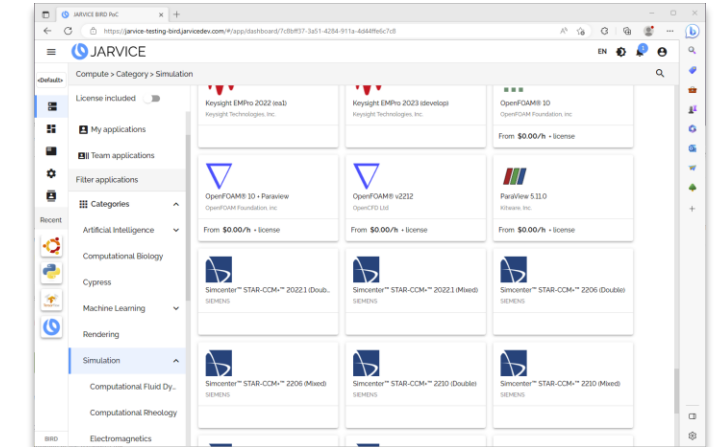 JARVICE BIRD PoC
https://jarvice-testing-bird.jarvicedev.com/#/app/dashboard/7c8bff37-3a51-4284-911a-4d44ffe6c7c8
JARVICE
EN
<Default>
Compute > Category > Simulation
License included
My applications
Team applications
Filter applications
Categories
Recent
Artificial Intelligence
Computational Biology
Cypress
Machine Learning
Rendering
Simulation
Computational Fluid Dy..
Computational Rheology
Electromagnetics
BIRD
Keysight EMPro 2022 (ea1)
Keysight Technologies, Inc.
Keysight EMPro 2023 (develop)
Keysight Technologies, Inc.
OpenFOAM® 10
OpenFOAM Foundation, Inc
From $0.00/h + license
OpenFOAM® 10 + Paraview
OpenFOAM Foundation, Inc
From $0.00/h + license
OpenFOAM® v2212
OpenCFD Ltd
From $0.00/h + license
ParaView 5.11.0
Kitware, Inc.
From $0.00/h + license
Simcenter™ STAR-CCM+™ 2022.1 (Doub..
SIEMENS
Simcenter™ STAR-CCM+™ 2022.1 (Mixed)
SIEMENS
Simcenter™ STAR-CCM+™ 2206 (Double)
SIEMENS
Simcenter™ STAR-CCM+™ 2206 (Mixed)
SIEMENS
Simcenter™ STAR-CCM+™ 2210 (Double)
SIEMENS
Simcenter™ STAR-CCM+™ 2210 (Mixed)
SIEMENS